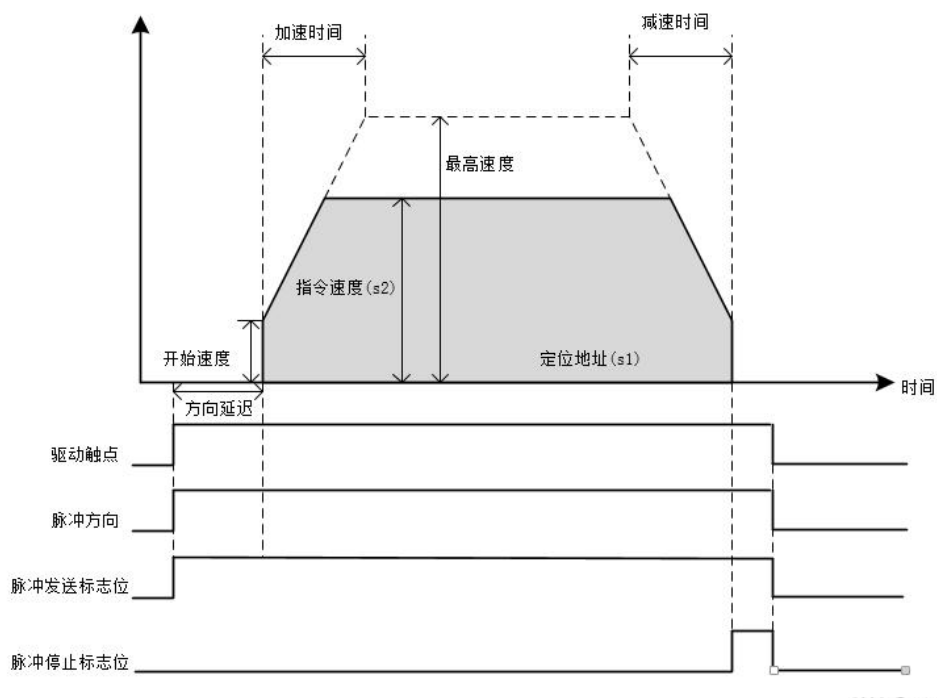 加速时间
减速时间
最高速度
指令速度(s2)
开始速度
定位地址(s1)
时间
方向延迟
驱动触点
脉冲方向
脉冲发送标志位
脉冲停止标志位